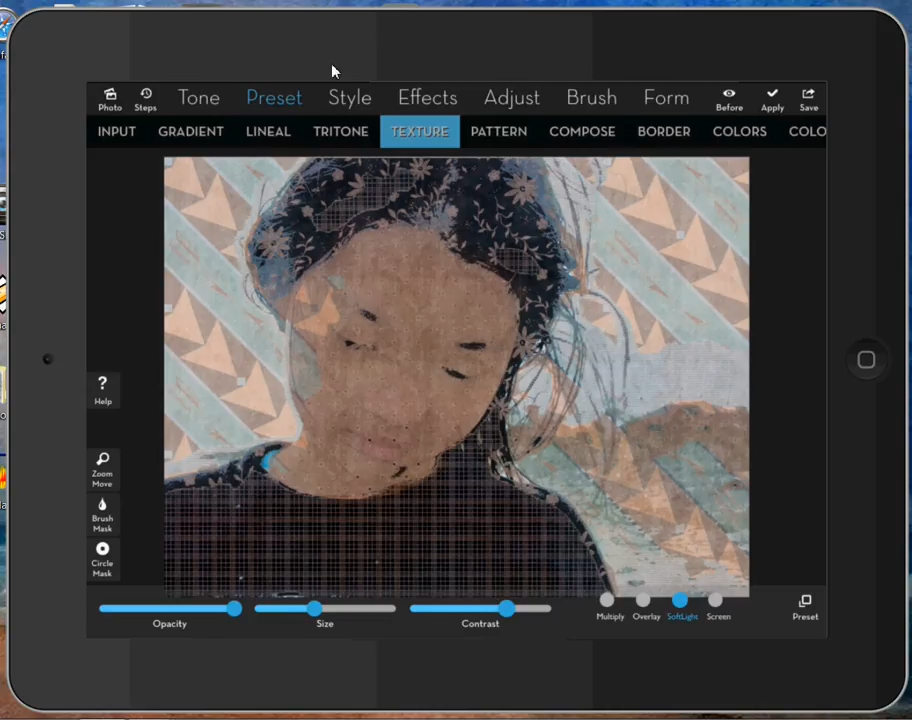 Tone Preset Style Effects Adjust Brush Form
Photo Steps Before Apply Save
INPUT GRADIENT LINEAL TRITONE TEXTURE PATTERN COMPOSE BORDER COLORS COLO
?
Help
Zoom
Move
Brush
Mask
Circle
Mask
Opacity Size Contrast
Multiply Overlay SoftLight Screen Preset